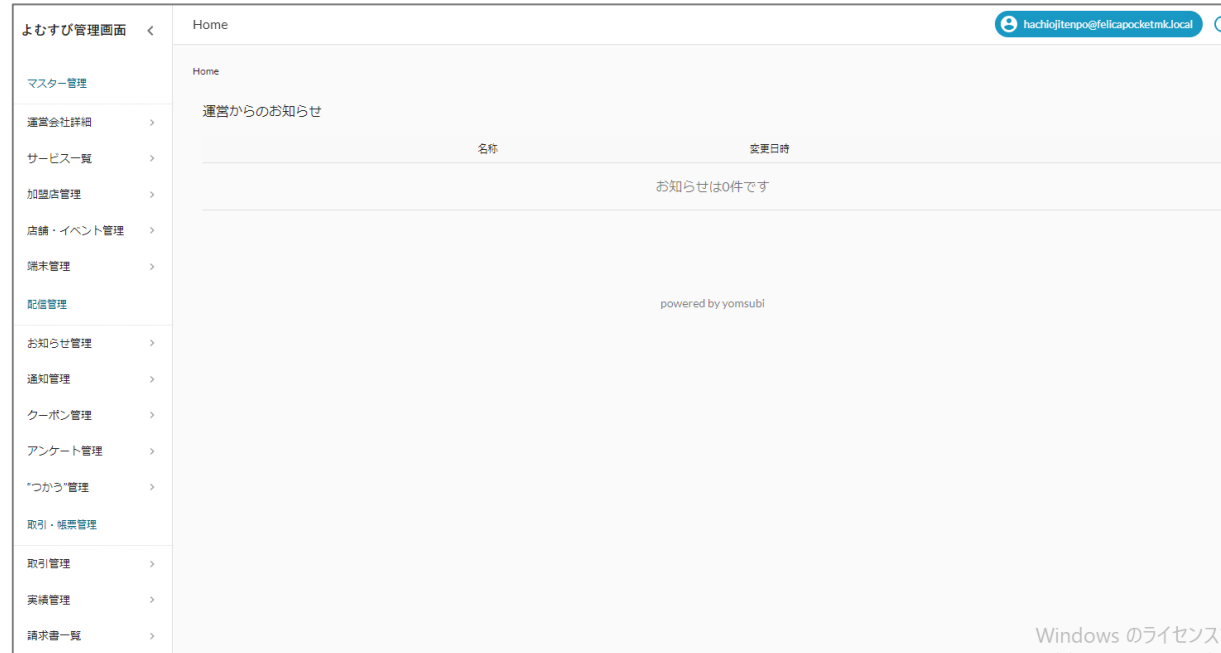 よむすび管理画面
Home
hachiojitenpo@felicapocketmk.local
マスター管理
運営会社詳細
サービス一覧
加盟店管理
店舗・イベント管理
端末管理
配信管理
お知らせ管理
通知管理
クーポン管理
アンケート管理
"つかう"管理
取引・帳票管理
取引管理
実績管理
請求書一覧
Home
運営からのお知らせ
名称 変更日時
お知らせは0件です
powered by yomsubi
Windows のライセンス